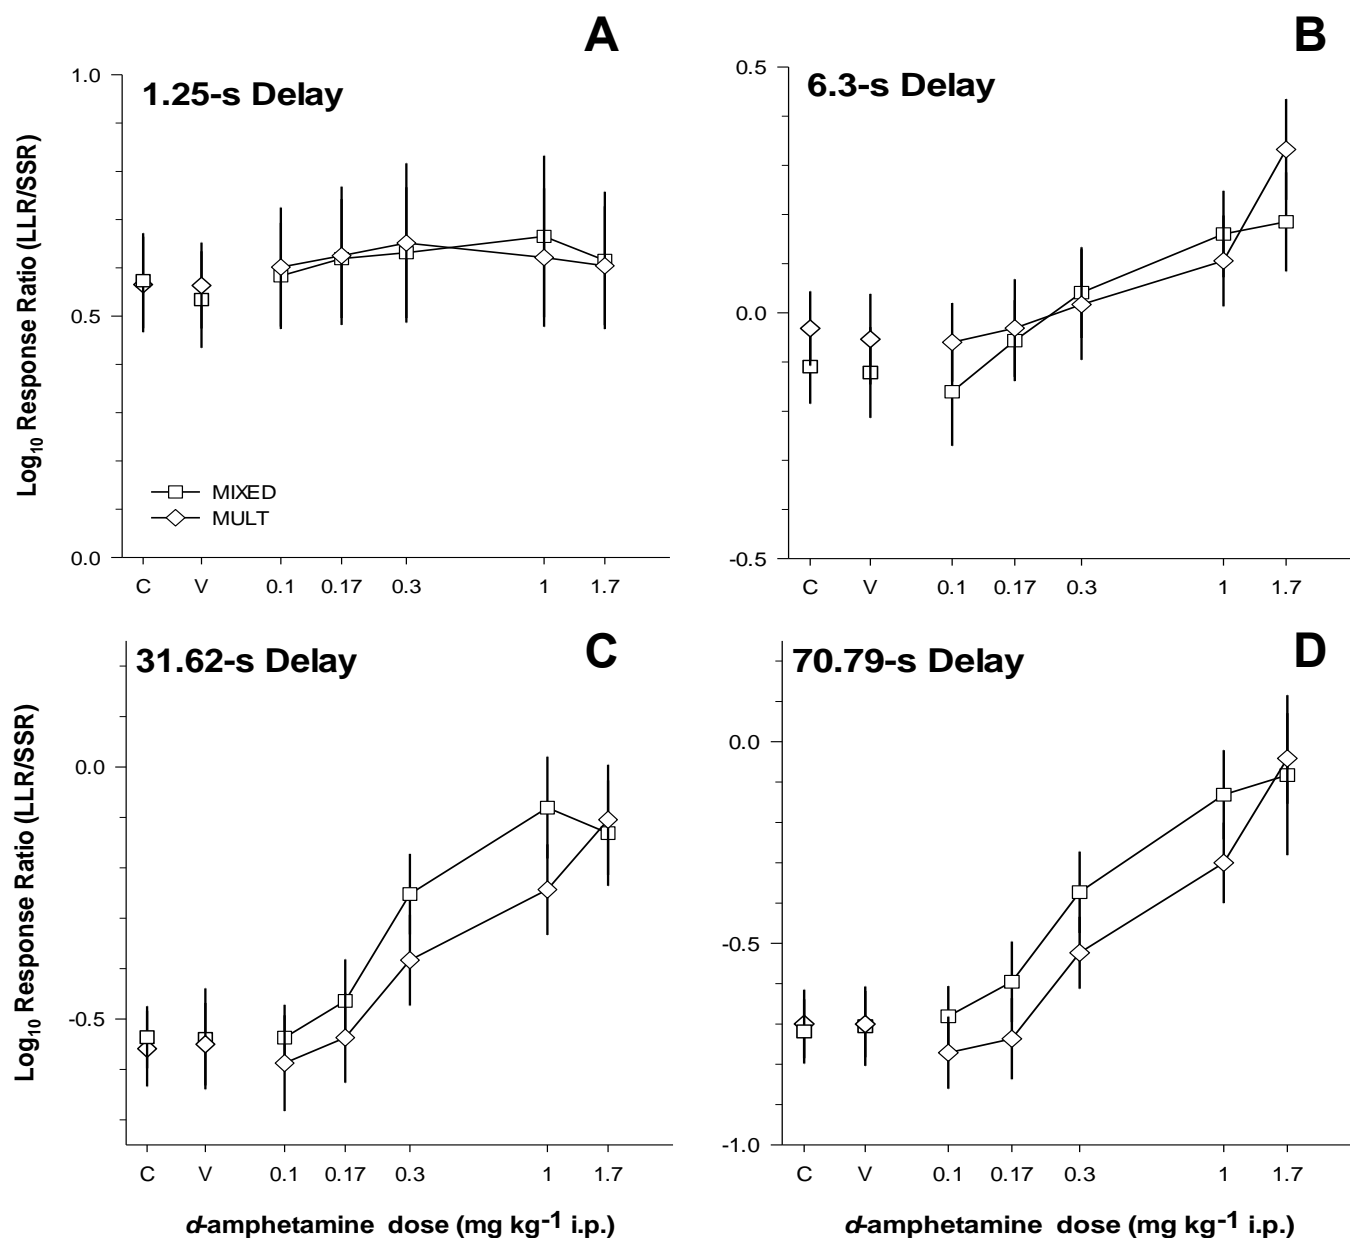 A
B
1.25-s Delay
6.3-s Delay
Log10 Response Ratio (LLR/SSR)
1.0
0.5
0.0
MIXED
MULT
C V 0.1 0.17 0.3 1 1.7
0.5
0.0
-0.5
C V 0.1 0.17 0.3 1 1.7
C
D
31.62-s Delay
70.79-s Delay
Log10 Response Ratio (LLR/SSR)
0.0
-0.5
C V 0.1 0.17 0.3 1 1.7
d-amphetamine dose (mg kg-1 i.p.)
0.0
-0.5
-1.0
C V 0.1 0.17 0.3 1 1.7
d-amphetamine dose (mg kg-1 i.p.)